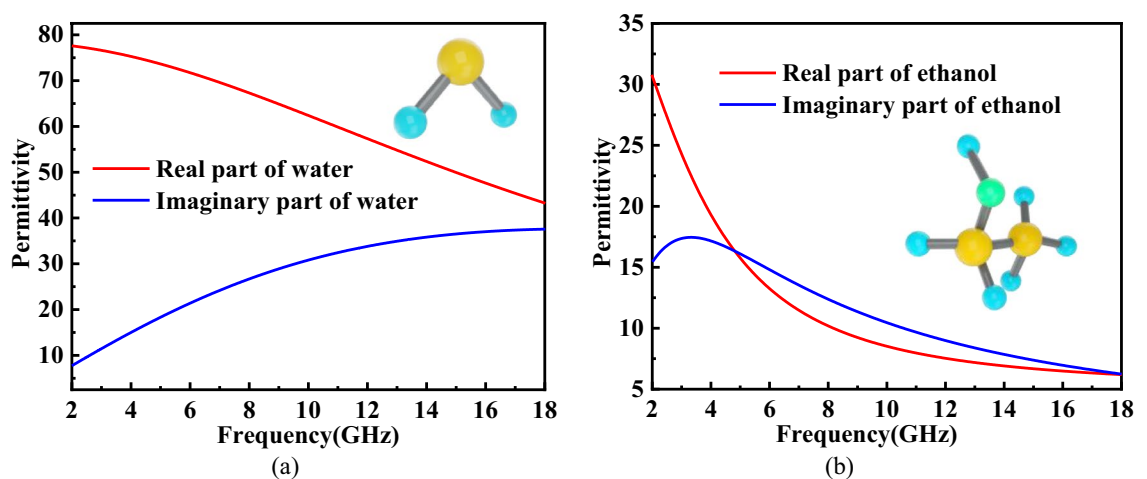 80
70
60
50
40
30
20
10
Permittivity
Real part of water
Imaginary part of water
2 4 6 8 10 12 14 16 18
Frequency(GHz)
(a)
35
30
25
20
15
10
5
Permittivity
Real part of ethanol
Imaginary part of ethanol
2 4 6 8 10 12 14 16 18
Frequency(GHz)
(b)